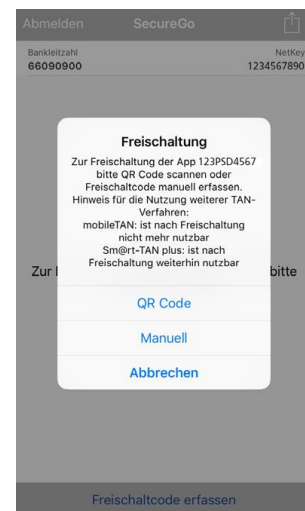 Abmelden SecureGo
Bankleitzahl NetKey
66090900 1234567890
Freischaltung
Zur Freischaltung der App 123PSD4567
bitte QR Code scannen oder
Freischaltcode manuell erfassen.
Hinweis für die Nutzung weiterer TAN-
Verfahren:
mobileTAN: ist nach Freischaltung
nicht mehr nutzbar
Sm@rt-TAN plus: ist nach
Freischaltung weiterhin nutzbar
Zur bitte
QR Code
Manuell
Abbrechen
Freischaltcode erfassen